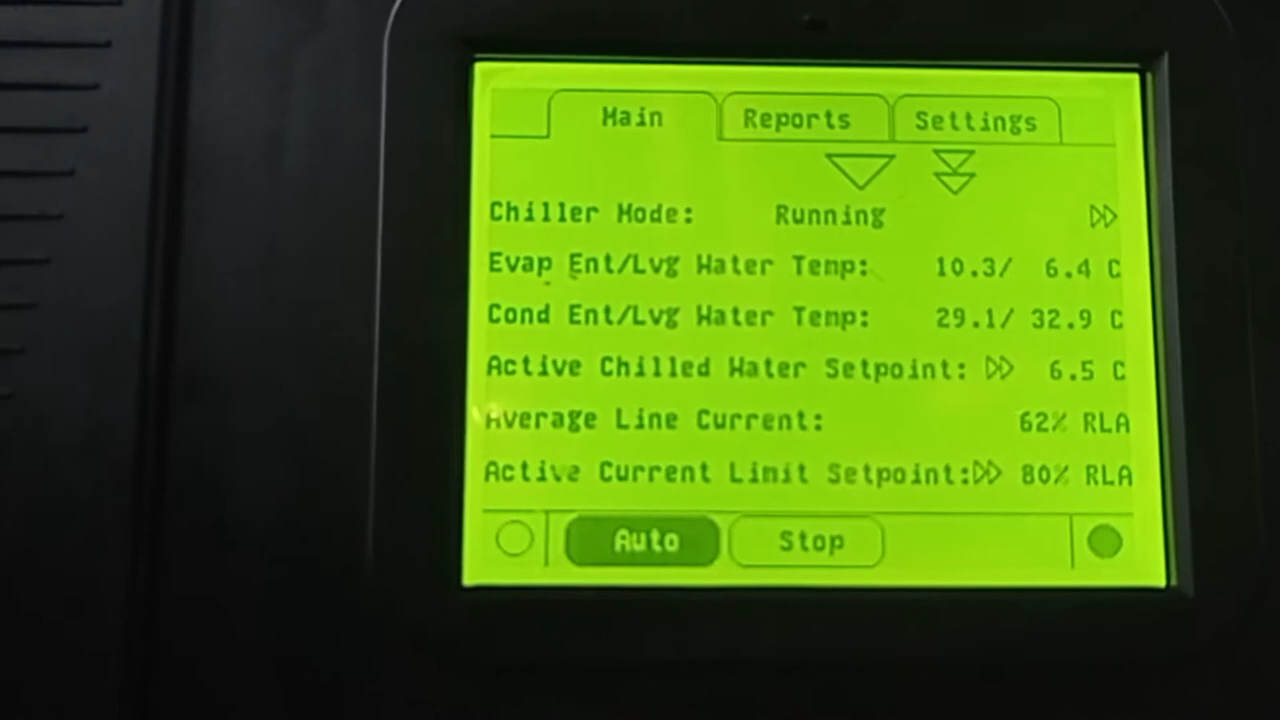 Main Reports Settings
Chiller Mode: Running
Evap Ent/Lvg Water Temp: 10.3/ 6.4 C
Cond Ent/Lvg Water Temp: 29.1/ 32.9 C
Active Chilled Water Setpoint: 6.5 C
Average Line Current: 62% RLA
Active Current Limit Setpoint: 80% RLA
Auto Stop